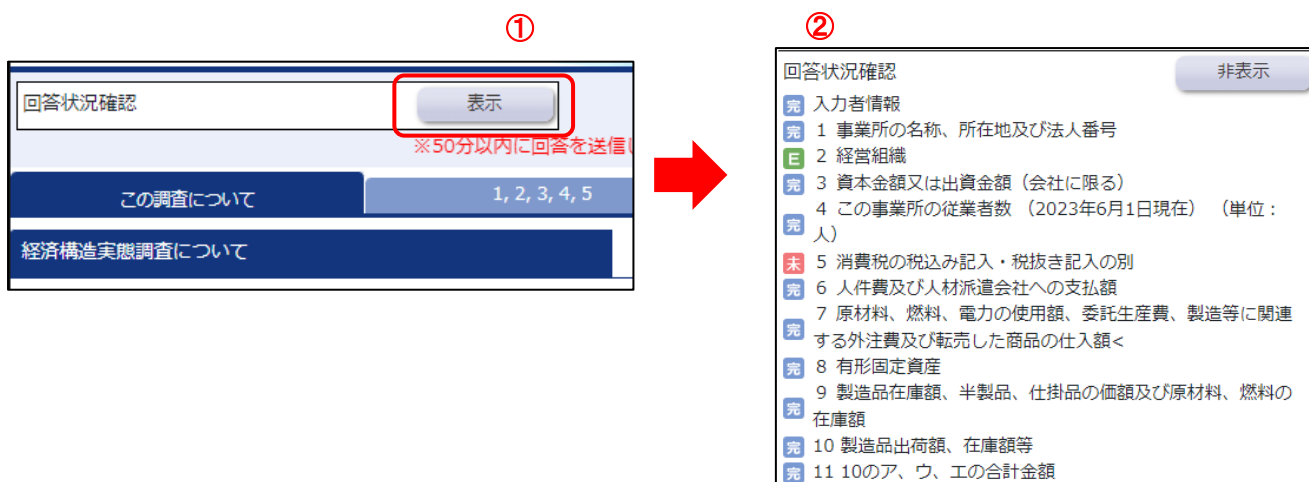 ①
回答状況確認 表示
※50分以内に回答を送信
この調査について 1, 2, 3, 4, 5
経済構造実態調査について
②
回答状況確認 非表示
完 入力者情報
完 1 事業所の名称、所在地及び法人番号
E 2 経営組織
完 3 資本金額又は出資金額（会社に限る）
完 4 この事業所の従業者数 （2023年6月1日現在） （単位：
人）
未 5 消費税の税込み記入・税抜き記入の別
完 6 人件費及び人材派遣会社への支払額
完 7 原材料、燃料、電力の使用額、委託生産費、製造等に関連
する外注費及び転売した商品の仕入額<
完 8 有形固定資産
完 9 製造品在庫額、半製品、仕掛品の価額及び原材料、燃料の
在庫額
完 10 製造品出荷額、在庫額等
完 11 10のア、ウ、エの合計金額